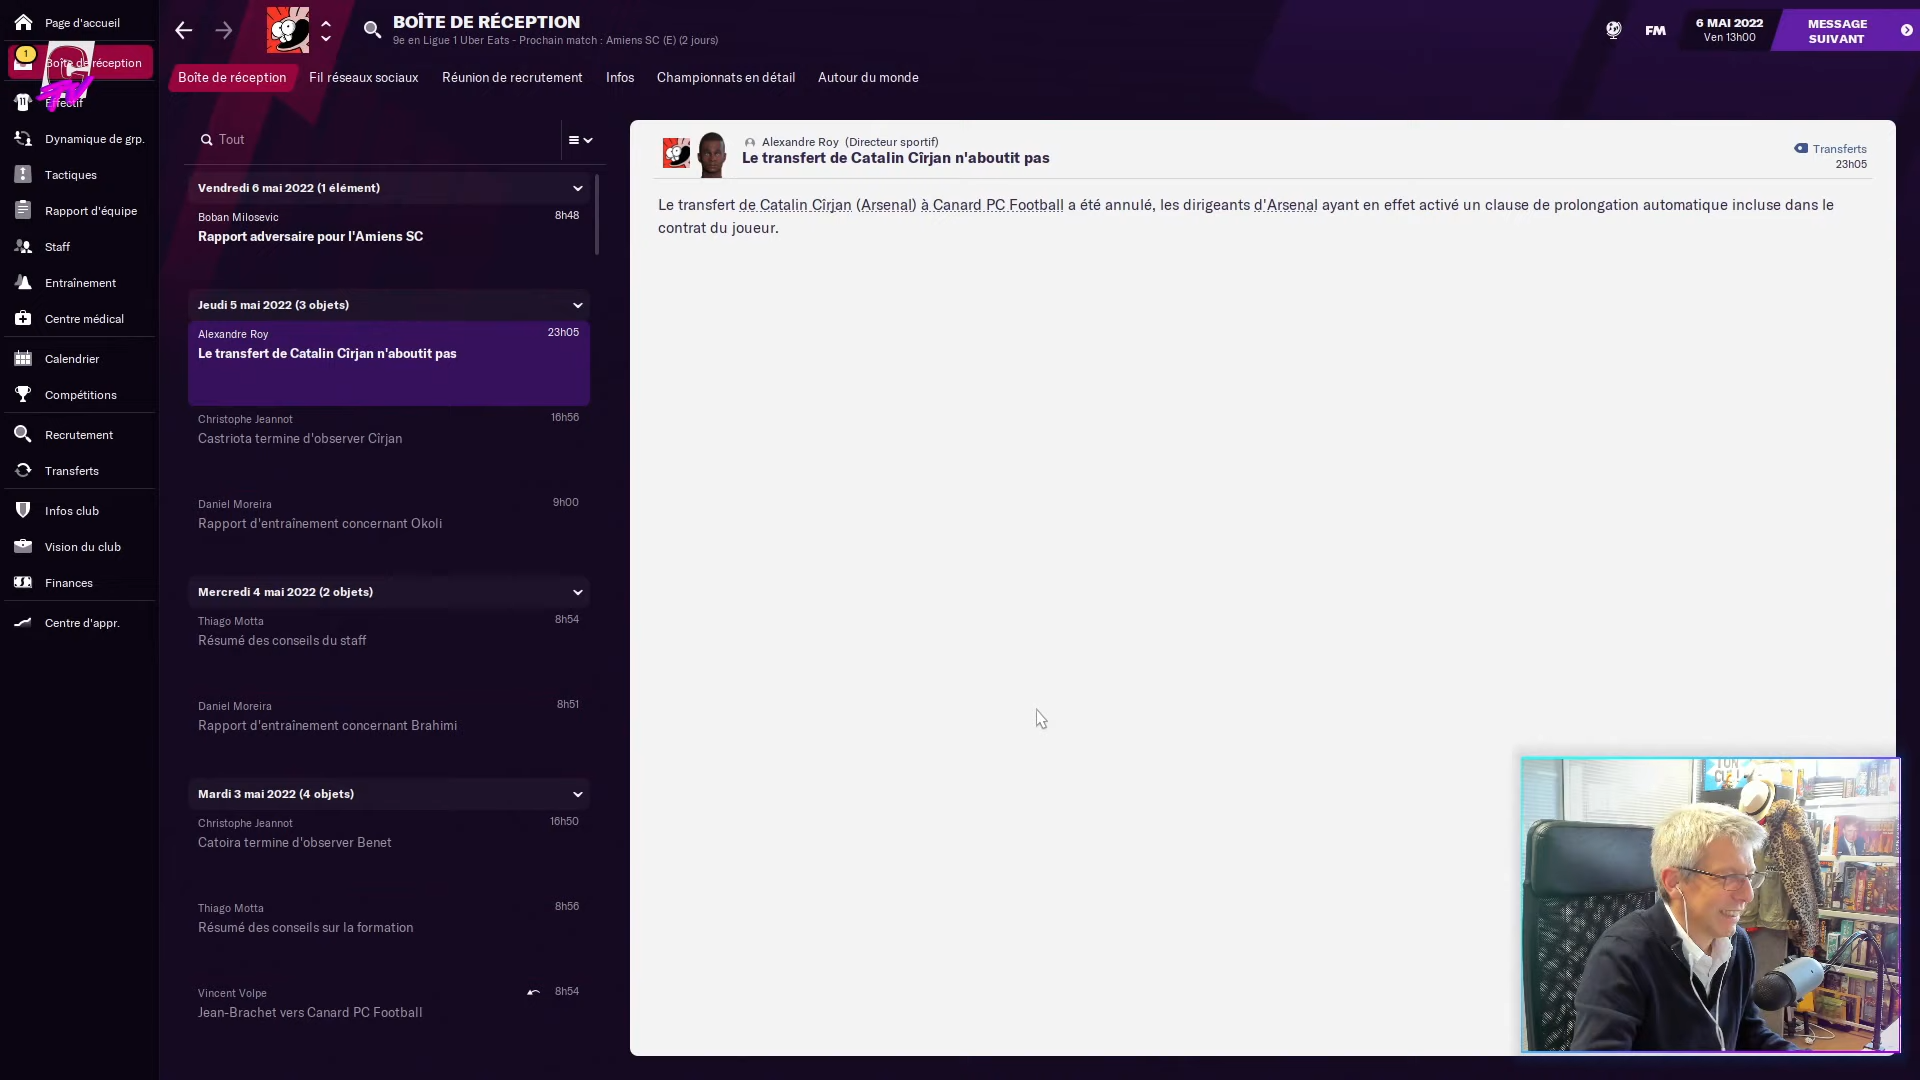 Page d'accueil
1
Boîte de réception
Effectif
Dynamique de grp.
Tactiques
Rapport d'équipe
Staff
Entraînement
Centre médical
Calendrier
Compétitions
Recrutement
Transferts
Infos club
Vision du club
Finances
Centre d'appr.
TV
BOÎTE DE RÉCEPTION
9e en Ligue 1 Uber Eats - Prochain match : Amiens SC (E) (2 jours)
FM
6 MAI 2022
Ven 13h00
MESSAGE
SUIVANT
Boîte de réception
Fil réseaux sociaux
Réunion de recrutement
Infos
Championnats en détail
Autour du monde
Tout
Vendredi 6 mai 2022 (1 élément)
Boban Milosevic
8h48
Rapport adversaire pour l'Amiens SC
Jeudi 5 mai 2022 (3 objets)
Alexandre Roy
23h05
Le transfert de Catalin Cîrjan n'aboutit pas
Christophe Jeannot
16h56
Castriota termine d'observer Cîrjan
Daniel Moreira
9h00
Rapport d'entraînement concernant Okoli
Mercredi 4 mai 2022 (2 objets)
Thiago Motta
8h54
Résumé des conseils du staff
Daniel Moreira
8h51
Rapport d'entraînement concernant Brahimi
Mardi 3 mai 2022 (4 objets)
Christophe Jeannot
16h50
Catoira termine d'observer Benet
Thiago Motta
8h56
Résumé des conseils sur la formation
Vincent Volpe
8h54
Jean-Brachet vers Canard PC Football
Alexandre Roy (Directeur sportif)
Le transfert de Catalin Cîrjan n'aboutit pas
Transferts
23h05
Le transfert de Catalin Cîrjan (Arsenal) à Canard PC Football a été annulé, les dirigeants d'Arsenal ayant en effet activé un clause de prolongation automatique incluse dans le
contrat du joueur.